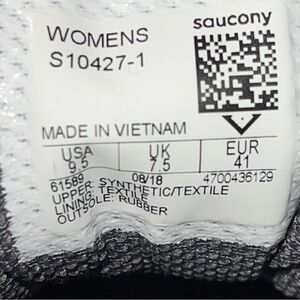 WOMENS saucony
S10427-1
MADE IN VIETNAM
USA UK EUR
9.5 7.5 41
61589 08/18 4700436129
UPPER: SYNTHETIC/TEXTILE
LINING: TEXTILE
OUTSOLE: RUBBER